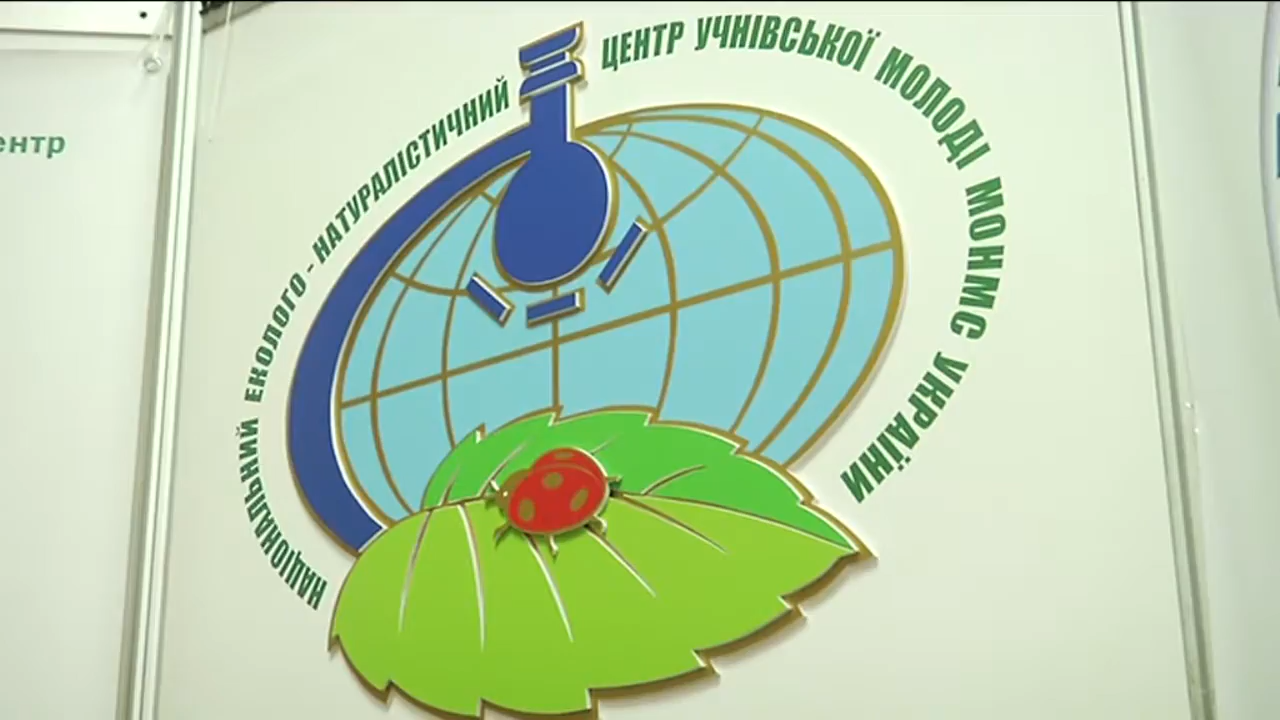 ентр
НАЦІОНАЛЬНИЙ ЕКОЛОГО - НАТУРАЛІСТИЧНИЙ ЦЕНТР УЧНІВСЬКОЇ МОЛОДІ МОНМС УКРАЇНИ